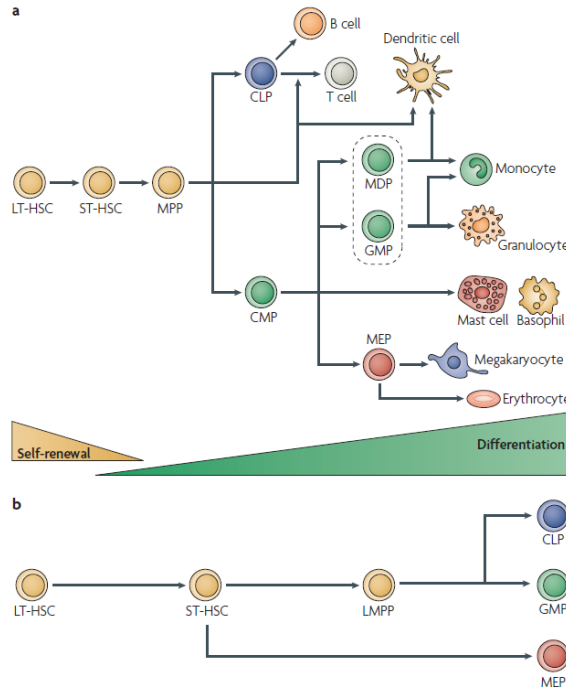 a
B cell
Dendritic cell
CLP
T cell
LT-HSC
ST-HSC
MPP
MDP
Monocyte
GMP
Granulocyte
CMP
Mast cell
Basophil
MEP
Megakaryocyte
Erythrocyte
Self-renewal
Differentiation
b
CLP
LT-HSC
ST-HSC
LMPP
GMP
MEP